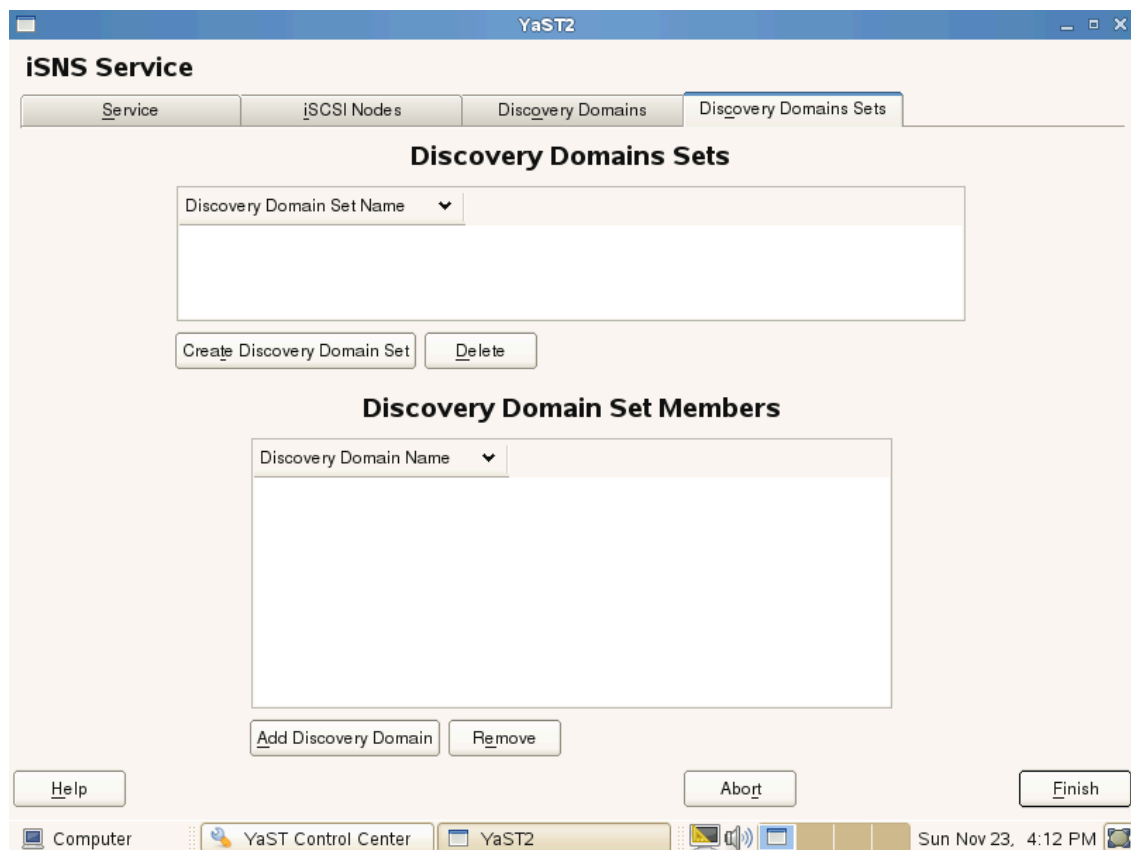 YaST2
iSNS Service
Service iSCSI Nodes Discovery Domains Discovery Domains Sets
Discovery Domains Sets
Discovery Domain Set Name
Create Discovery Domain Set Delete
Discovery Domain Set Members
Discovery Domain Name
Add Discovery Domain Remove
Help Abort Finish
Computer YaST Control Center YaST2 Sun Nov 23, 4:12 PM